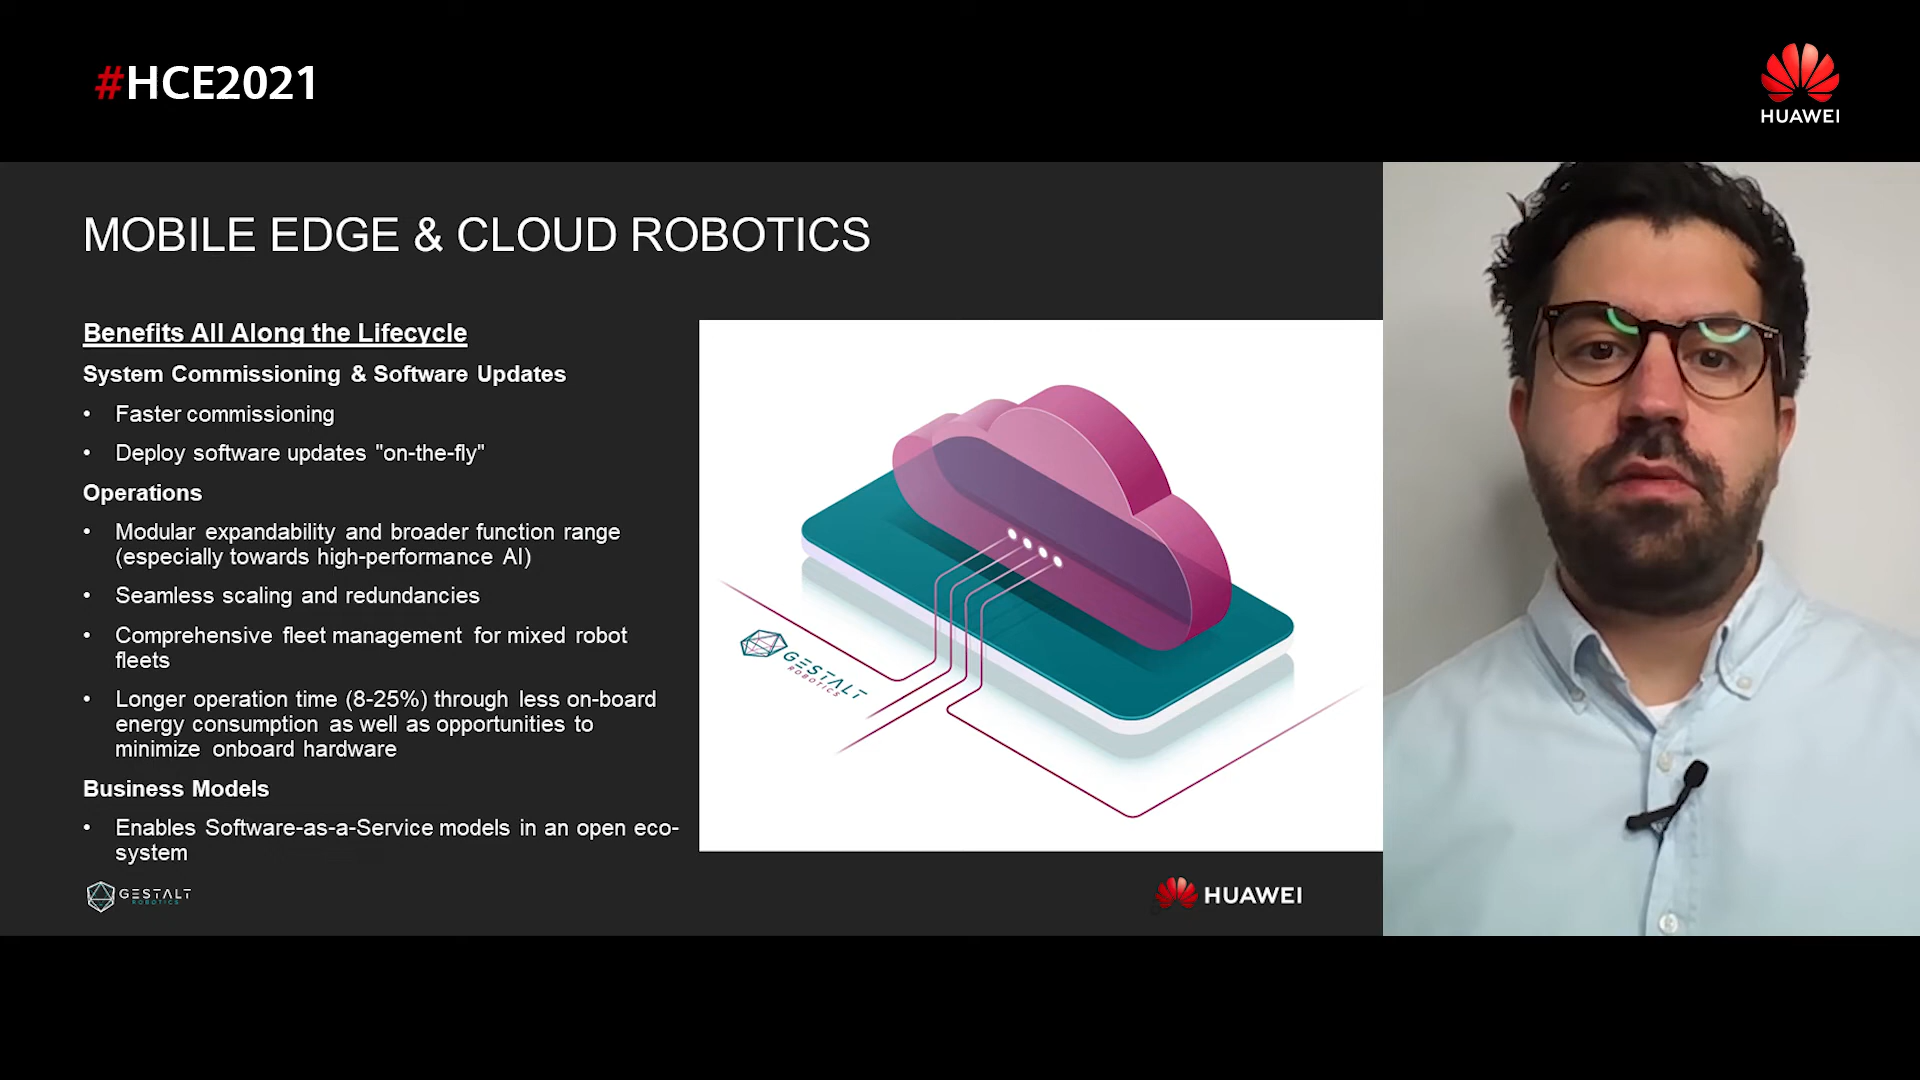 #HCE2021
HUAWEI
MOBILE EDGE & CLOUD ROBOTICS
Benefits All Along the Lifecycle
System Commissioning & Software Updates
• Faster commissioning
• Deploy software updates "on-the-fly"
Operations
• Modular expandability and broader function range
(especially towards high-performance AI)
• Seamless scaling and redundancies
• Comprehensive fleet management for mixed robot
fleets
• Longer operation time (8-25%) through less on-board
energy consumption as well as opportunities to
minimize onboard hardware
Business Models
• Enables Software-as-a-Service models in an open eco-
system
GESTALT
ROBOTICS
GESTALT
ROBOTICS
HUAWEI